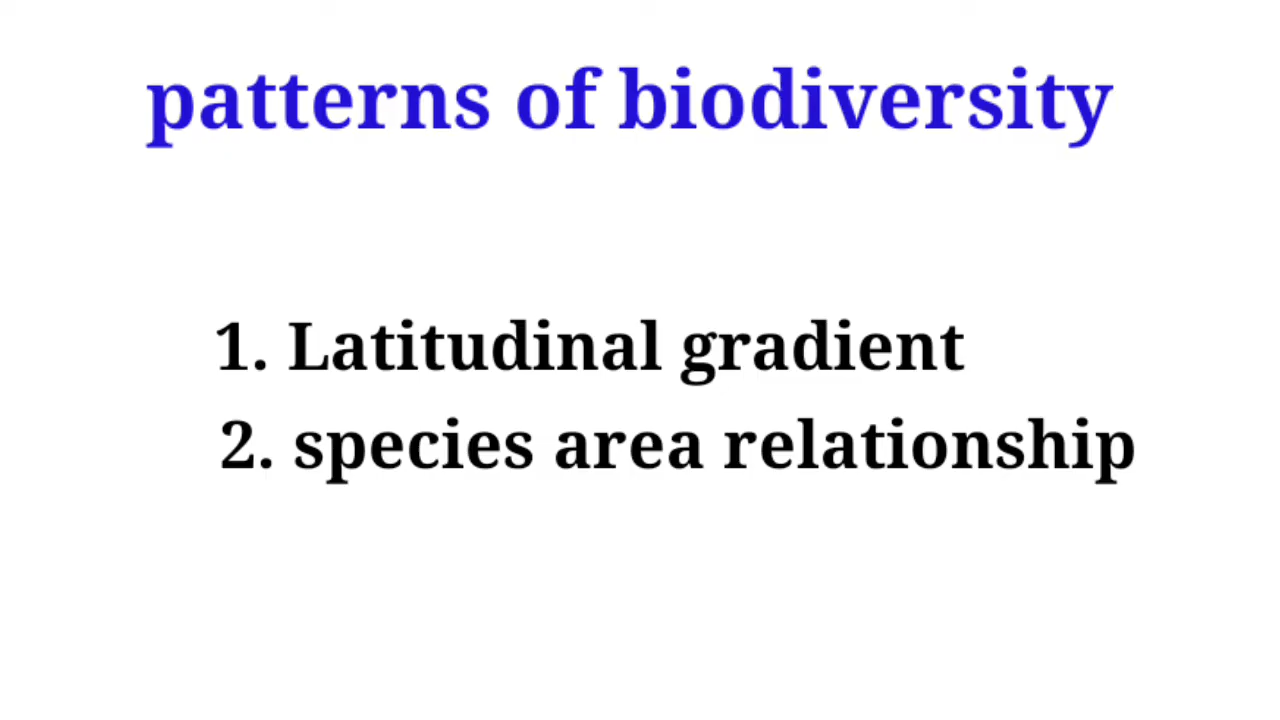 patterns of biodiversity
1. Latitudinal gradient
2. species area relationship